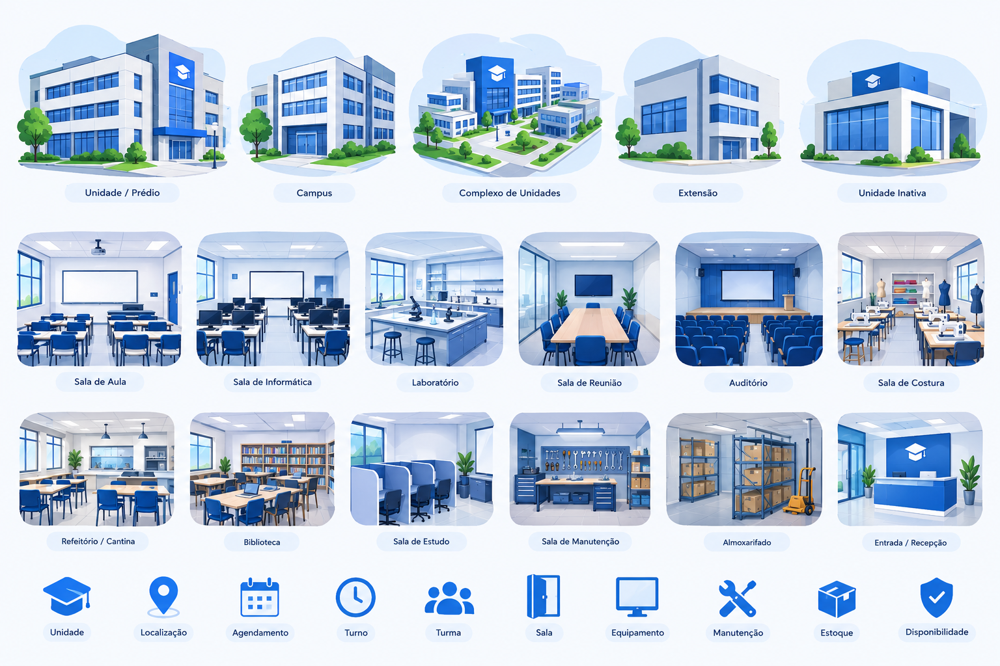 Unidade / Prédio
Campus
Complexo de Unidades
Extensão
Unidade Inativa
Sala de Aula
Sala de Informática
Laboratório
Sala de Reunião
Auditório
Sala de Costura
Refeitório / Cantina
Biblioteca
Sala de Estudo
Sala de Manutenção
Almoxarifado
Entrada / Recepção
Unidade
Localização
Agendamento
Turno
Turma
Sala
Equipamento
Manutenção
Estoque
Disponibilidade